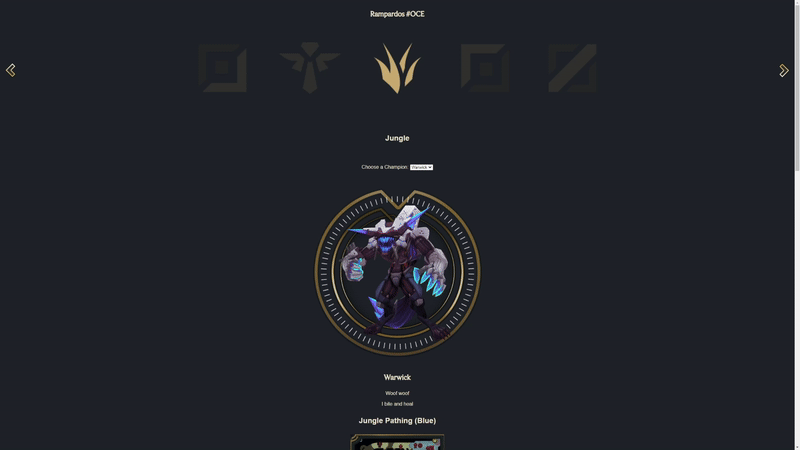 Rampardos #OCE
Jungle
Choose a Champion: Warwick
Warwick
Woof woof
I bite and heal
Jungle Pathing (Blue)